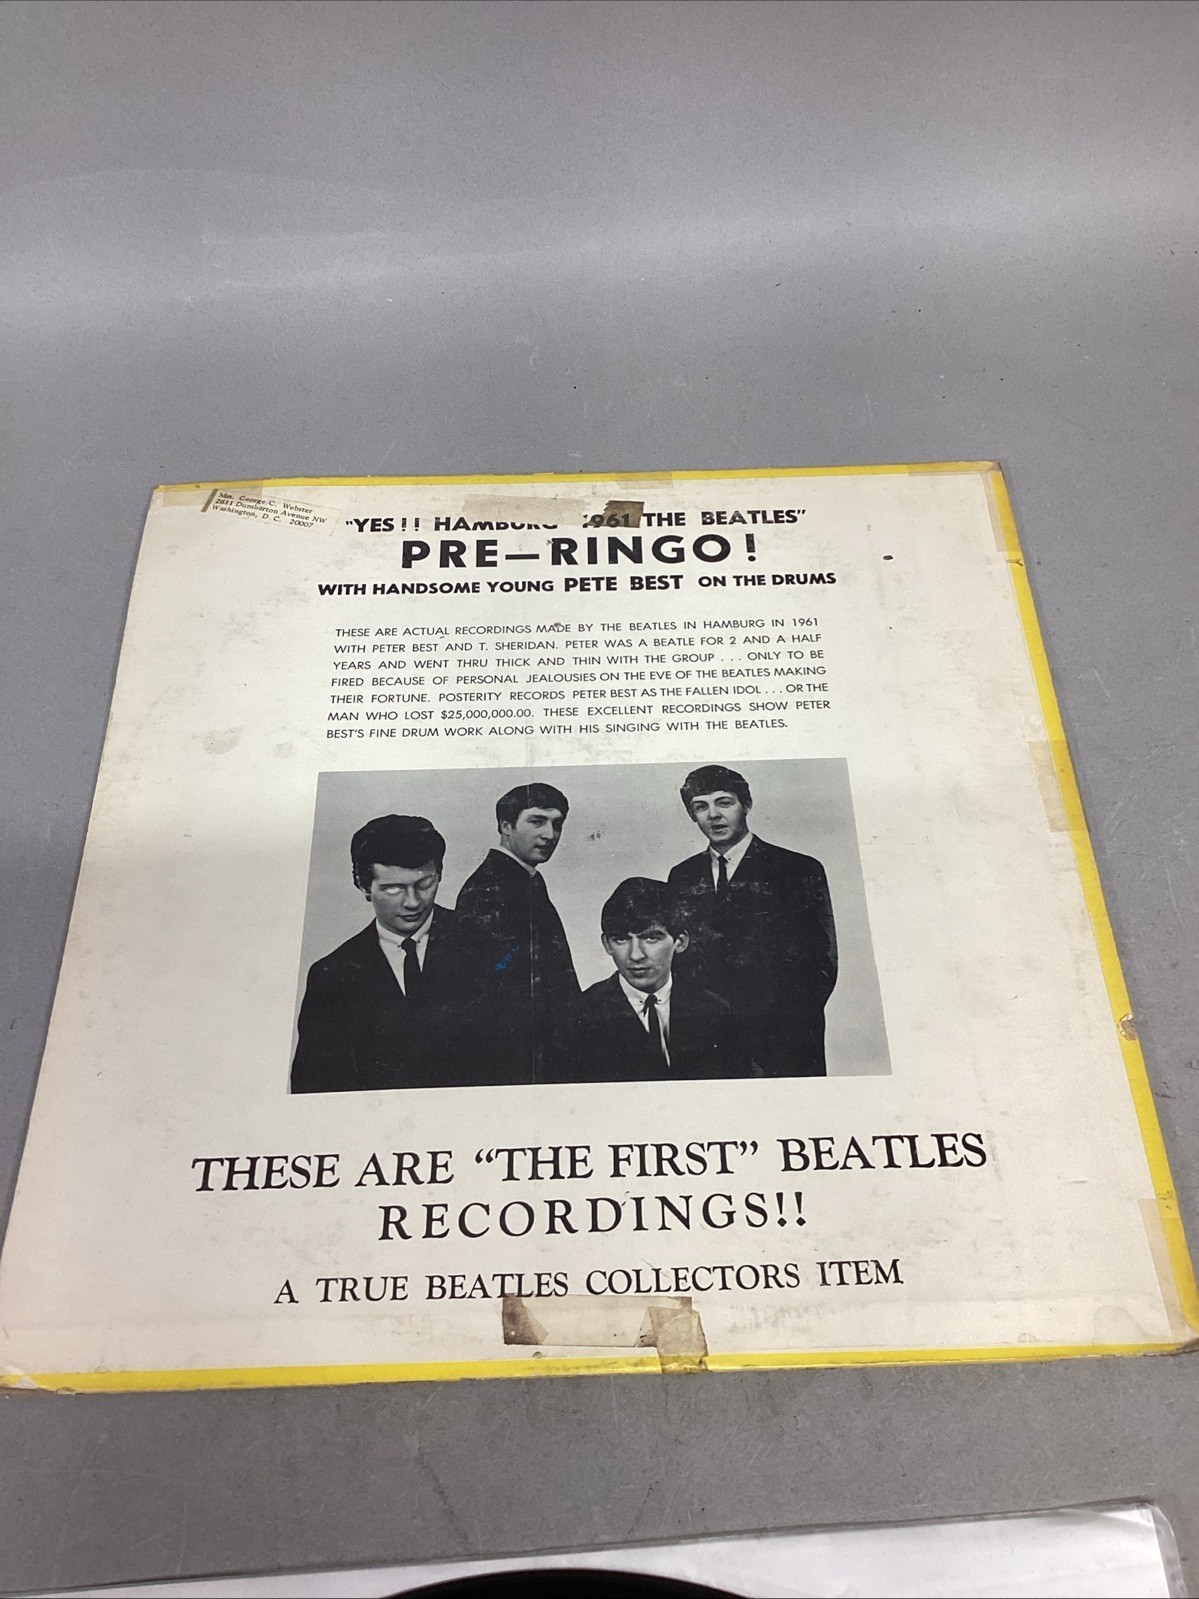 Mrs. George C. Webster
2611 Dumbarton Avenue NW
Washington, D. C. 20007
"YES!! HAMBURG 1961 THE BEATLES"
PRE—RINGO!
WITH HANDSOME YOUNG PETE BEST ON THE DRUMS
THESE ARE ACTUAL RECORDINGS MADE BY THE BEATLES IN HAMBURG IN 1961
WITH PETER BEST AND T. SHERIDAN. PETER WAS A BEATLE FOR 2 AND A HALF
YEARS AND WENT THRU THICK AND THIN WITH THE GROUP . . . ONLY TO BE
FIRED BECAUSE OF PERSONAL JEALOUSIES ON THE EVE OF THE BEATLES MAKING
THEIR FORTUNE. POSTERITY RECORDS PETER BEST AS THE FALLEN IDOL . . . OR THE
MAN WHO LOST $25,000,000.00. THESE EXCELLENT RECORDINGS SHOW PETER
BEST'S FINE DRUM WORK ALONG WITH HIS SINGING WITH THE BEATLES.
THESE ARE "THE FIRST" BEATLES
RECORDINGS!!
A TRUE BEATLES COLLECTORS ITEM